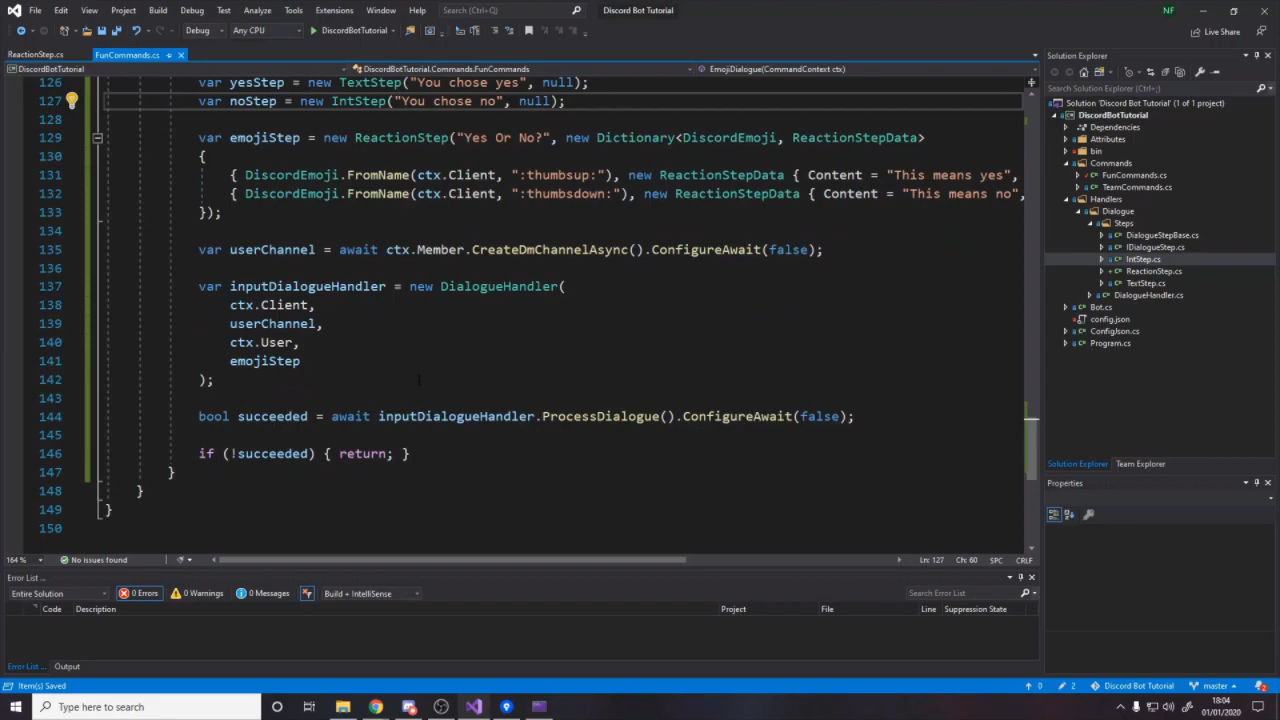 File Edit View Project Build Debug Test Analyze Tools Extensions Window Help Search (Ctrl+Q) Discord Bot Tutorial NF
Debug Any CPU DiscordBotTutorial Live Share
ReactionStep.cs FunCommands.cs
DiscordBotTutorial DiscordBotTutorial.Commands.FunCommands EmojiDialogue(CommandContext ctx)
126 var yesStep = new TextStep("You chose yes", null);
127 var noStep = new IntStep("You chose no", null);
128
129 var emojiStep = new ReactionStep("Yes Or No?", new Dictionary<DiscordEmoji, ReactionStepData>
130 {
131 { DiscordEmoji.FromName(ctx.Client, ":thumbsup:"), new ReactionStepData { Content = "This means yes",
132 { DiscordEmoji.FromName(ctx.Client, ":thumbsdown:"), new ReactionStepData { Content = "This means no",
133 });
134
135 var userChannel = await ctx.Member.CreateDmChannelAsync().ConfigureAwait(false);
136
137 var inputDialogueHandler = new DialogueHandler(
138 ctx.Client,
139 userChannel,
140 ctx.User,
141 emojiStep
142 );
143
144 bool succeeded = await inputDialogueHandler.ProcessDialogue().ConfigureAwait(false);
145
146 if (!succeeded) { return; }
147 }
148 }
149 }
150
164 % No issues found Ln: 127 Ch: 60 SPC CRLF
Error List ...
Entire Solution 0 Errors 0 Warnings 0 Messages Build + IntelliSense Search Error List
Code Description Project File Line Suppression State
Error List ... Output
Solution Explorer
Search Solution Explorer (Ctrl+;)
Solution 'Discord Bot Tutorial' (1 of 1 project)
DiscordBotTutorial
Dependencies
Attributes
bin
Commands
FunCommands.cs
TeamCommands.cs
Handlers
Dialogue
Steps
DialogueStepBase.cs
IDialogueStep.cs
IntStep.cs
ReactionStep.cs
TextStep.cs
DialogueHandler.cs
Bot.cs
config.json
ConfigJson.cs
Program.cs
Solution Explorer Team Explorer
Properties
Item(s) Saved 0 2 Discord Bot Tutorial master 2
Type here to search 18:04
01/01/2020